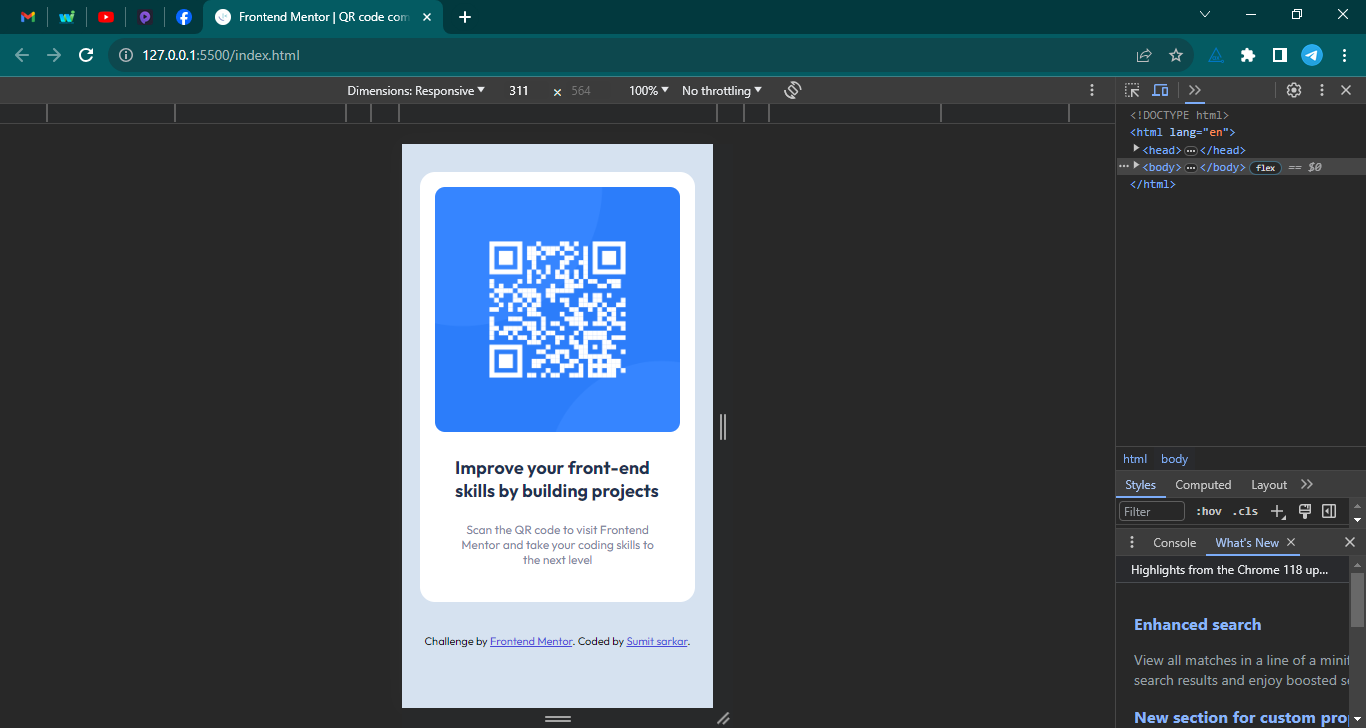 Frontend Mentor | QR code com
127.0.0.1:5500/index.html
Dimensions: Responsive 311 × 564 100% No throttling
<!DOCTYPE html>
<html lang="en">
<head> ••• </head>
••• <body> ••• </body> flex == $0
</html>
Improve your front-end
skills by building projects
Scan the QR code to visit Frontend
Mentor and take your coding skills to
the next level
Challenge by Frontend Mentor. Coded by Sumit sarkar.
html body
Styles Computed Layout
Filter :hov .cls
Console What's New
Highlights from the Chrome 118 up...
Enhanced search
View all matches in a line of a minif
search results and enjoy boosted
New section for custom pro